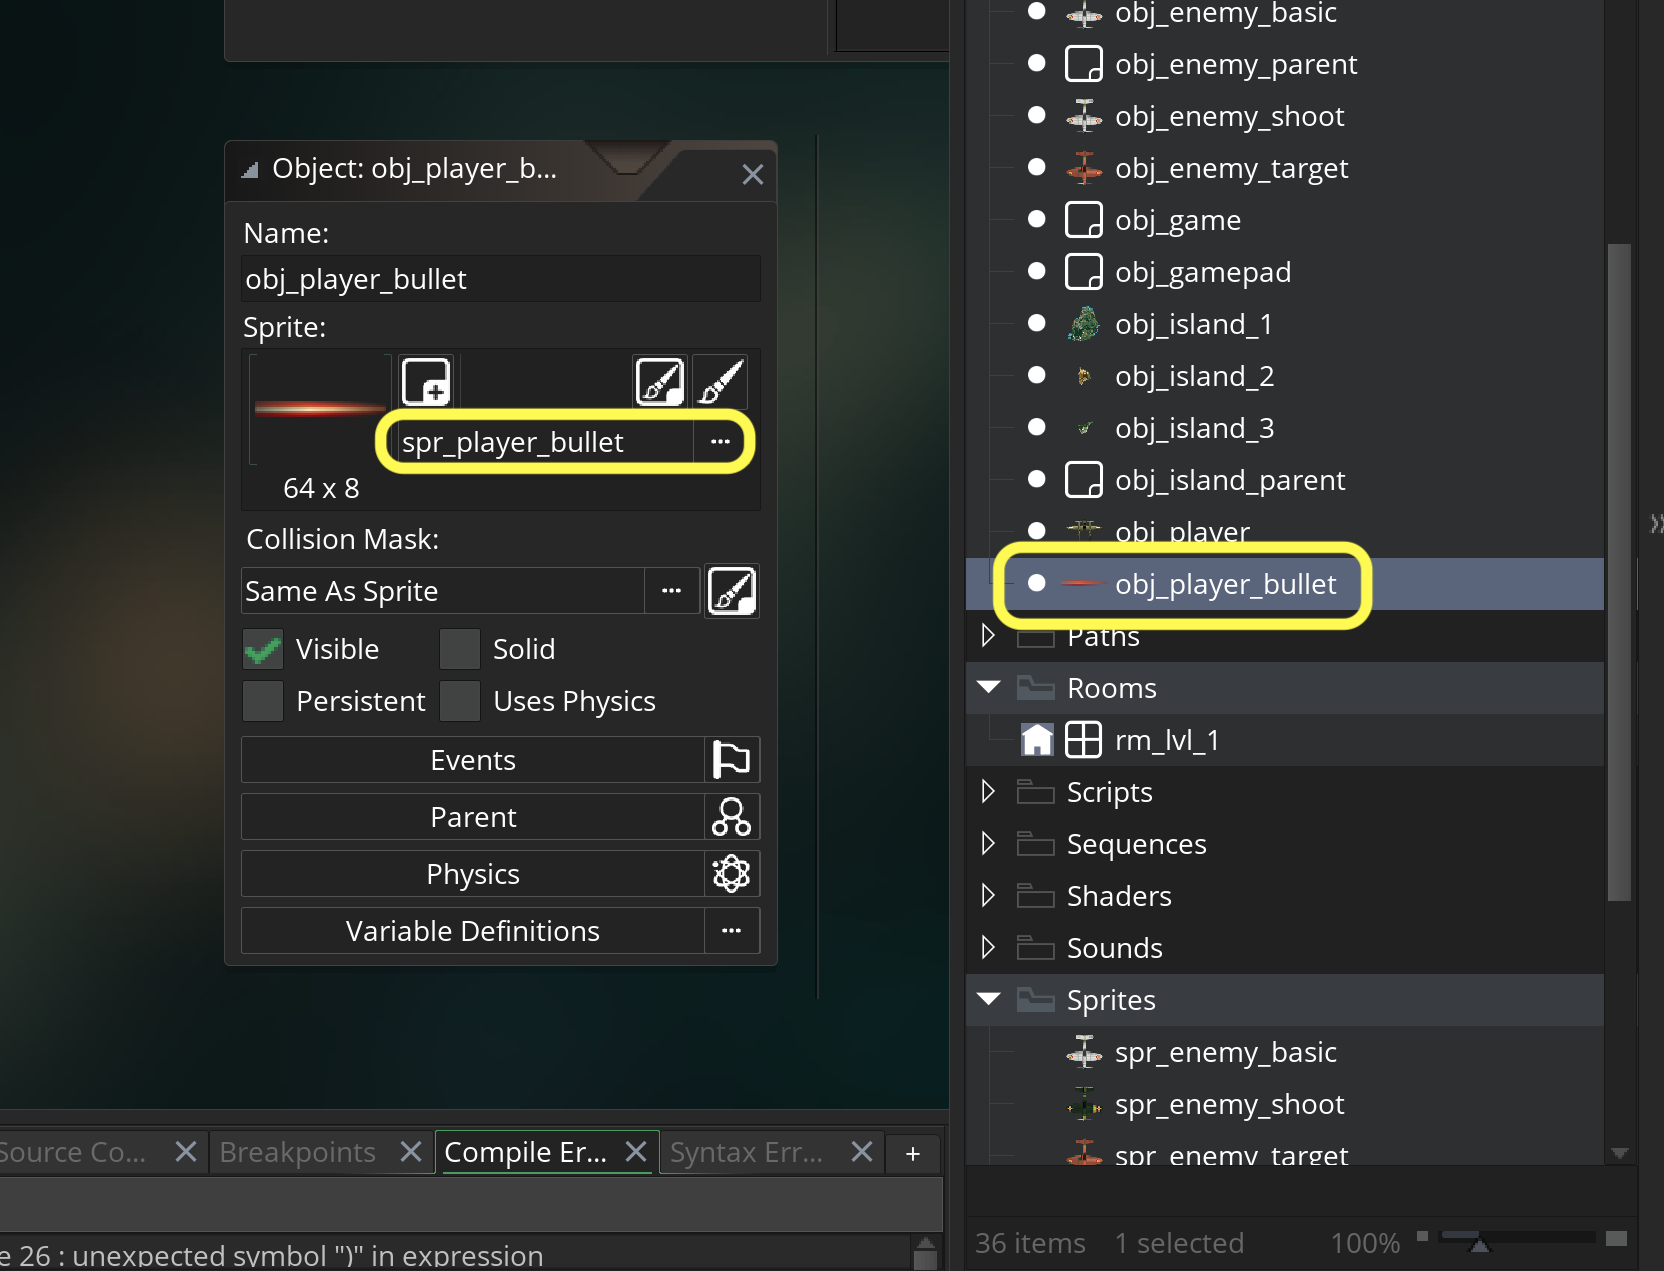 Object: obj_player_b...
Name:
obj_player_bullet
Sprite:
spr_player_bullet ...
64 x 8
Collision Mask:
Same As Sprite ...
Visible Solid
Persistent Uses Physics
Events
Parent
Physics
Variable Definitions ...
Source Co... Breakpoints Compile Er... Syntax Err... +
e 26 : unexpected symbol ")" in expression
obj_enemy_basic
obj_enemy_parent
obj_enemy_shoot
obj_enemy_target
obj_game
obj_gamepad
obj_island_1
obj_island_2
obj_island_3
obj_island_parent
obj_player
obj_player_bullet
Paths
Rooms
rm_lvl_1
Scripts
Sequences
Shaders
Sounds
Sprites
spr_enemy_basic
spr_enemy_shoot
spr_enemy_target
36 items 1 selected 100%